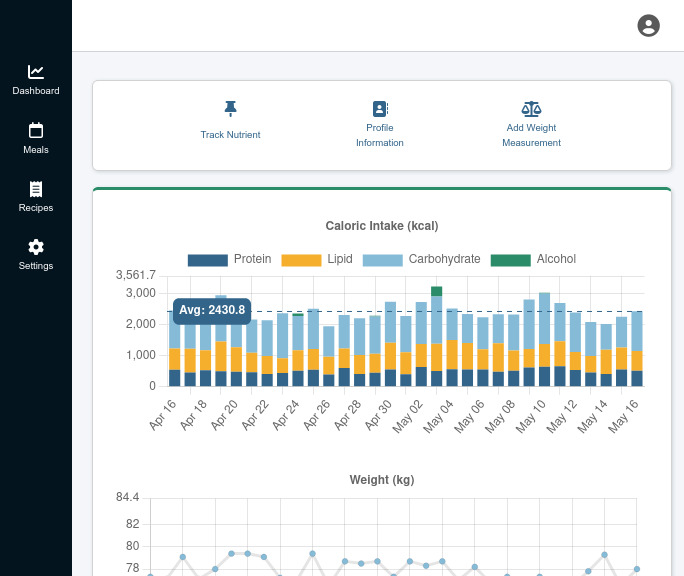 Dashboard
Meals
Recipes
Settings
Track Nutrient
Profile
Information
Add Weight
Measurement
Caloric Intake (kcal)
Protein Lipid Carbohydrate Alcohol
3,561.7
3,000
2,000
1,000
0
Avg: 2430.8
Apr 16 Apr 18 Apr 20 Apr 22 Apr 24 Apr 26 Apr 28 Apr 30 May 02 May 04 May 06 May 08 May 10 May 12 May 14 May 16
Weight (kg)
84.4
82
80
78